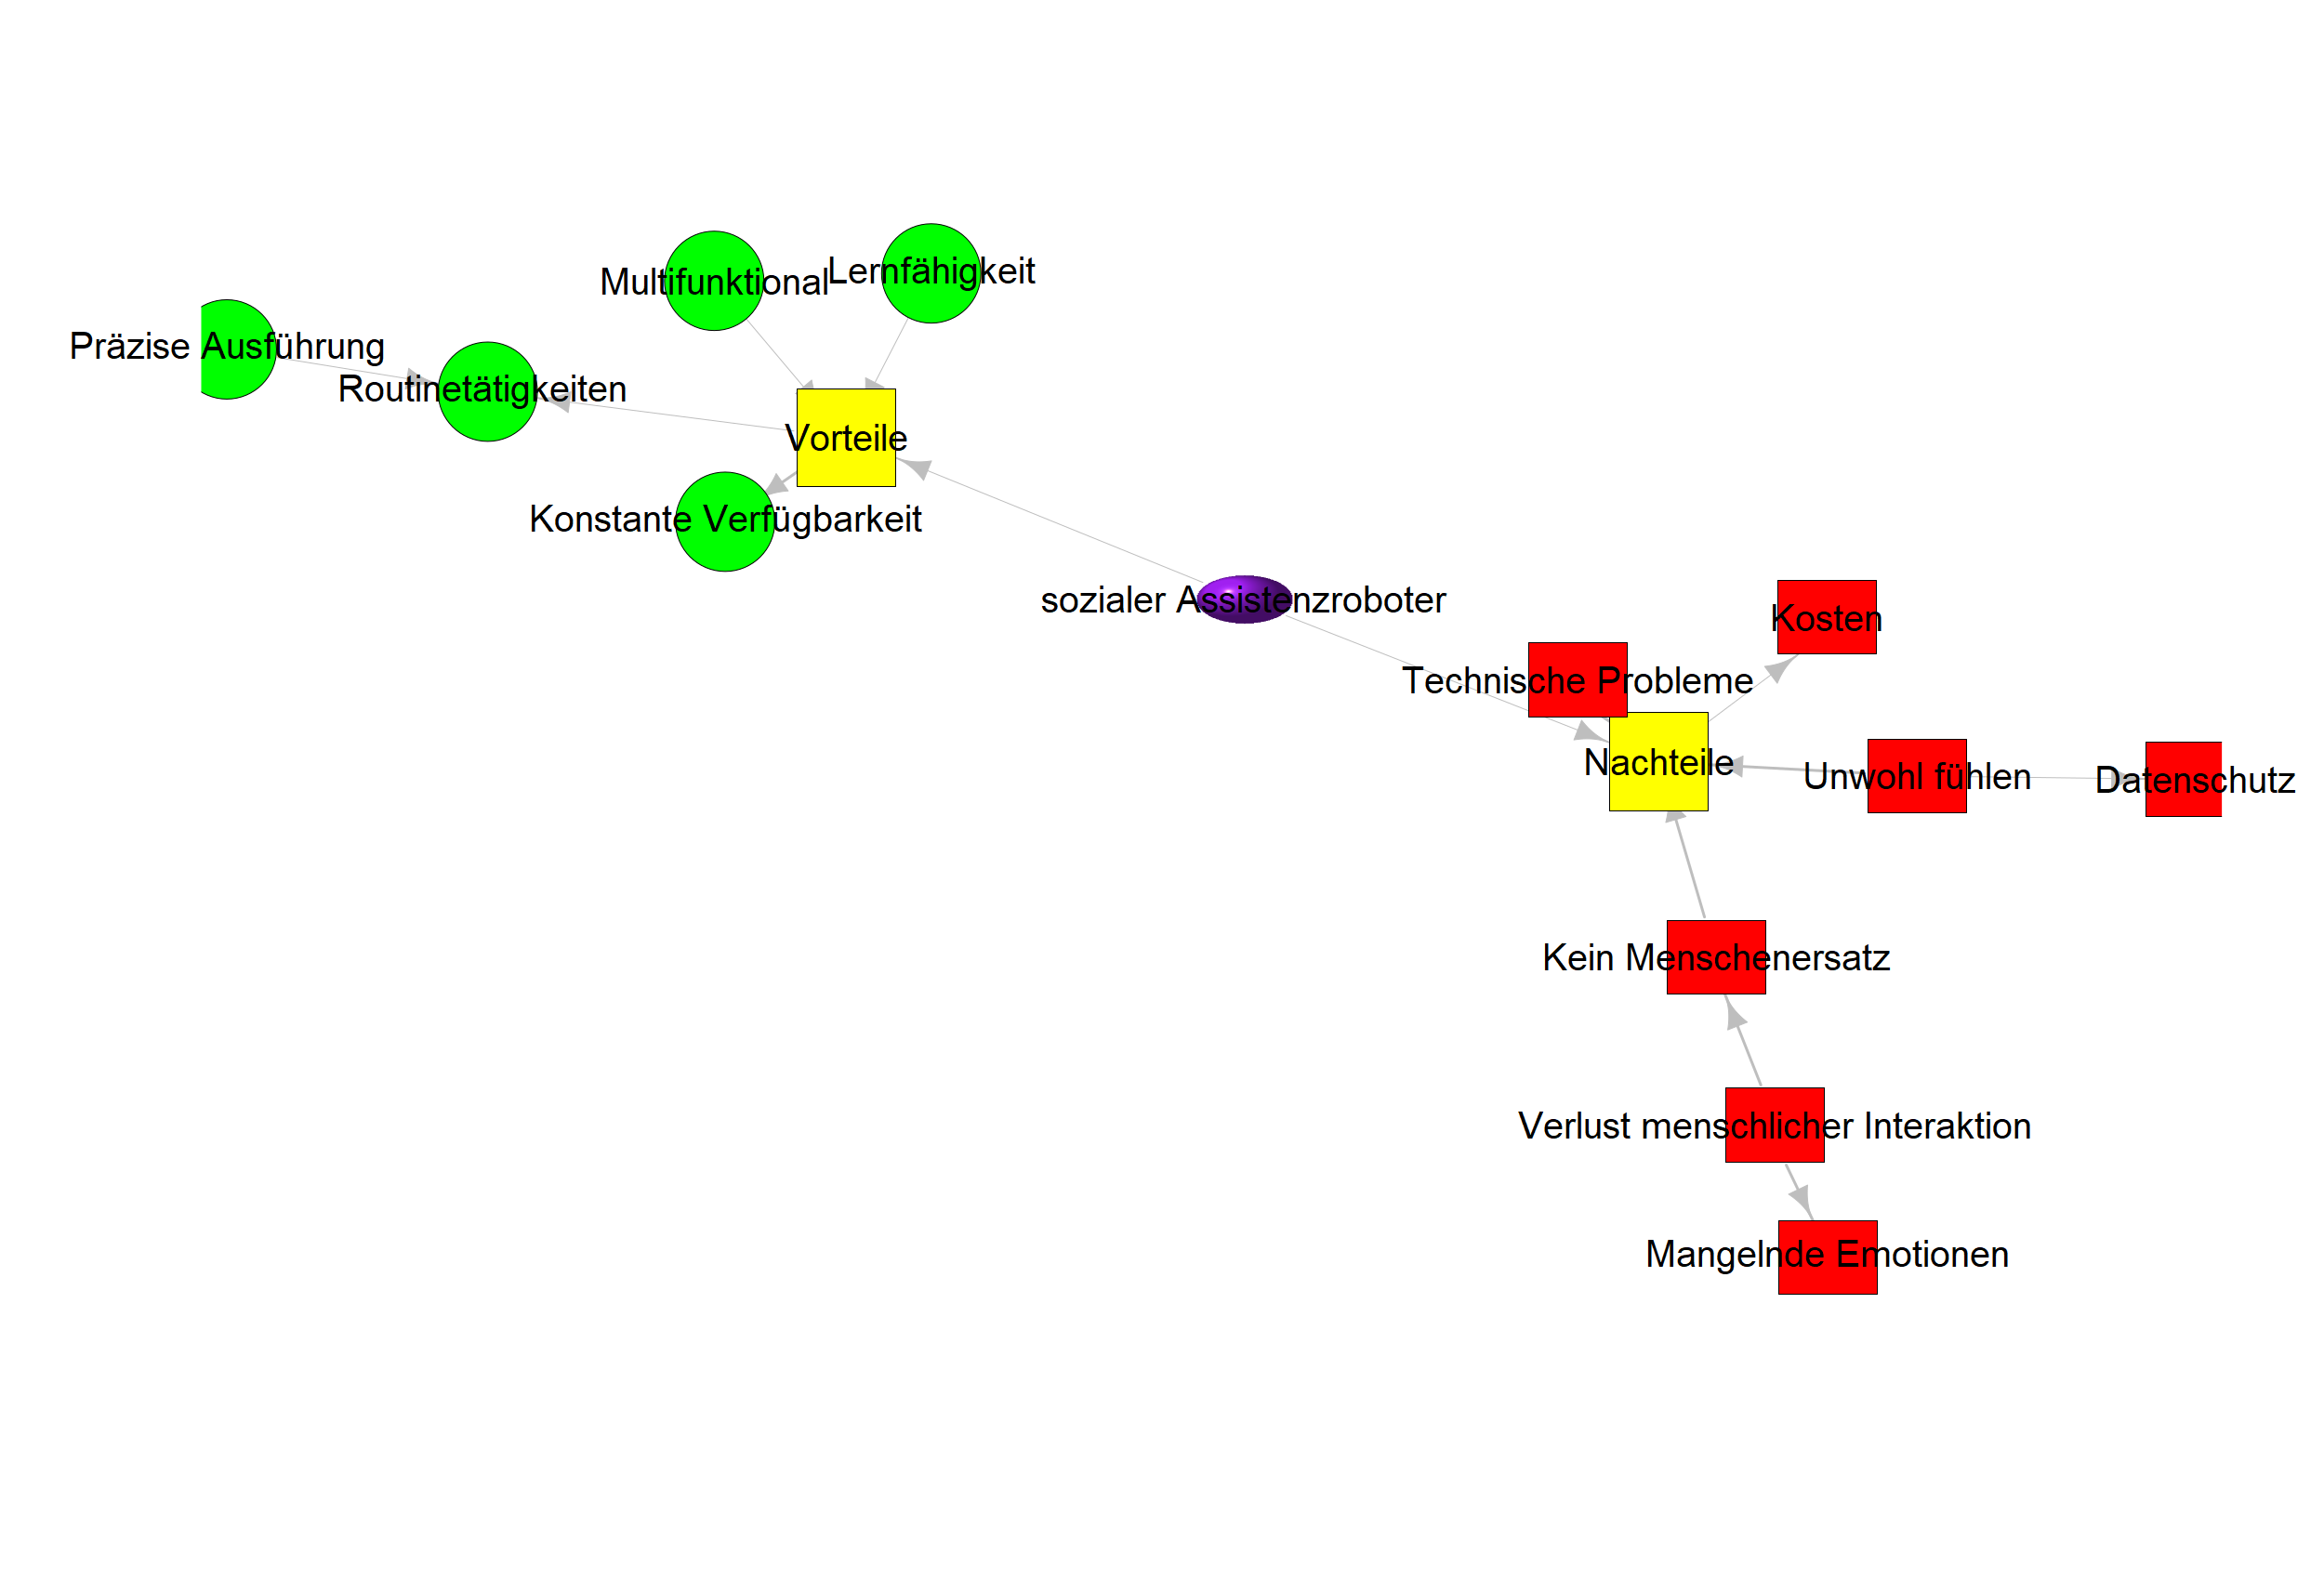 Lernfähigkeit
Multifunktional
Präzise Ausführung
Routinetätigkeiten
Vorteile
Konstante Verfügbarkeit
sozialer Assistenzroboter
Kosten
Technische Probleme
Nachteile
Unwohl fühlen
Datenschutz
Kein Menschenersatz
Verlust menschlicher Interaktion
Mangelnde Emotionen